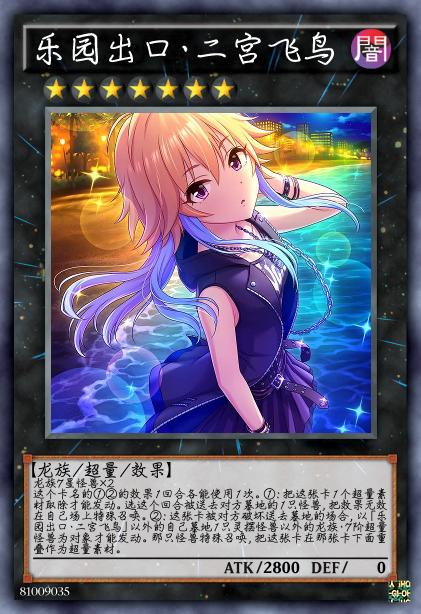 乐园出口·二宫飞鸟
闇
【龙族/超量/效果】
龙族7星怪兽×2
这个卡名的①②的效果1回合各能使用1次。①：把这张卡1个超量素
材取除才能发动。选这个回合被送去对方墓地的1只怪兽，把效果无效
在自己场上特殊召唤。②：这张卡被对方破坏送去墓地的场合，以「乐
园出口·二宫飞鸟」以外的自己墓地1只灵摆怪兽以外的龙族·7阶超量
怪兽为对象才能发动。那只怪兽特殊召唤，把这张卡在那张卡下面重
叠作为超量素材。
ATK/2800 DEF/ 0
81009035